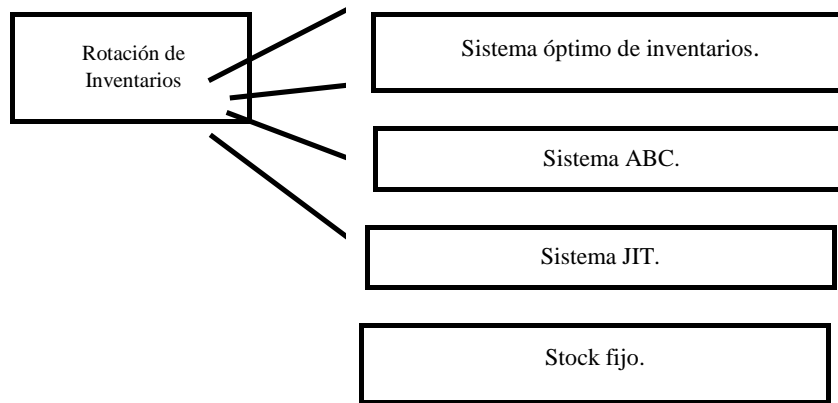 Rotación de
Inventarios
Sistema óptimo de inventarios.
Sistema ABC.
Sistema JIT.
Stock fijo.